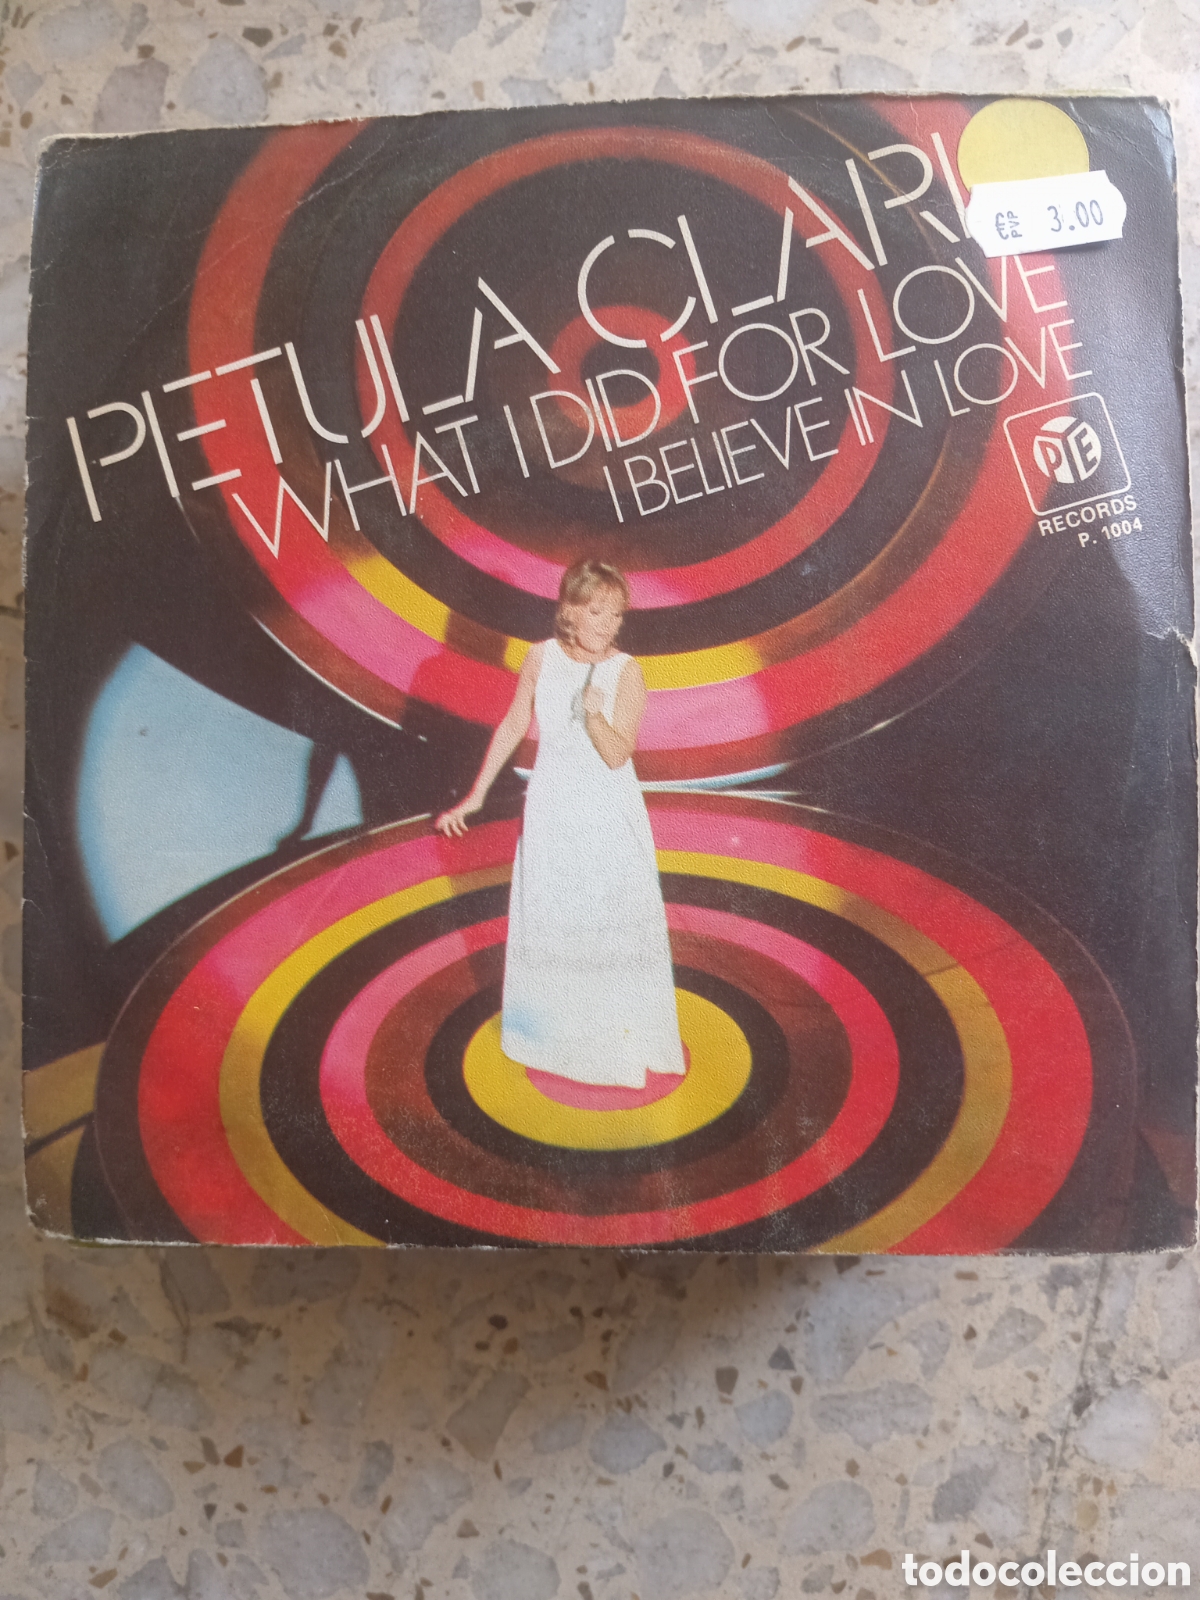 PETULA CLARK
WHAT I DID FOR LOVE
I BELIEVE IN LOVE
PYE
RECORDS
P. 1004
€ PVP 3.00
todocoleccion